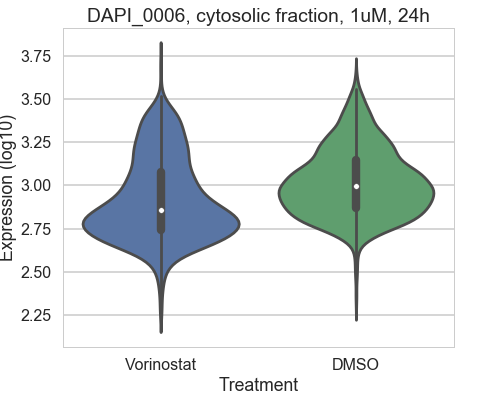 DAPI_0006, cytosolic fraction, 1uM, 24h
Expression (log10)
3.75
3.50
3.25
3.00
2.75
2.50
2.25
Vorinostat
DMSO
Treatment